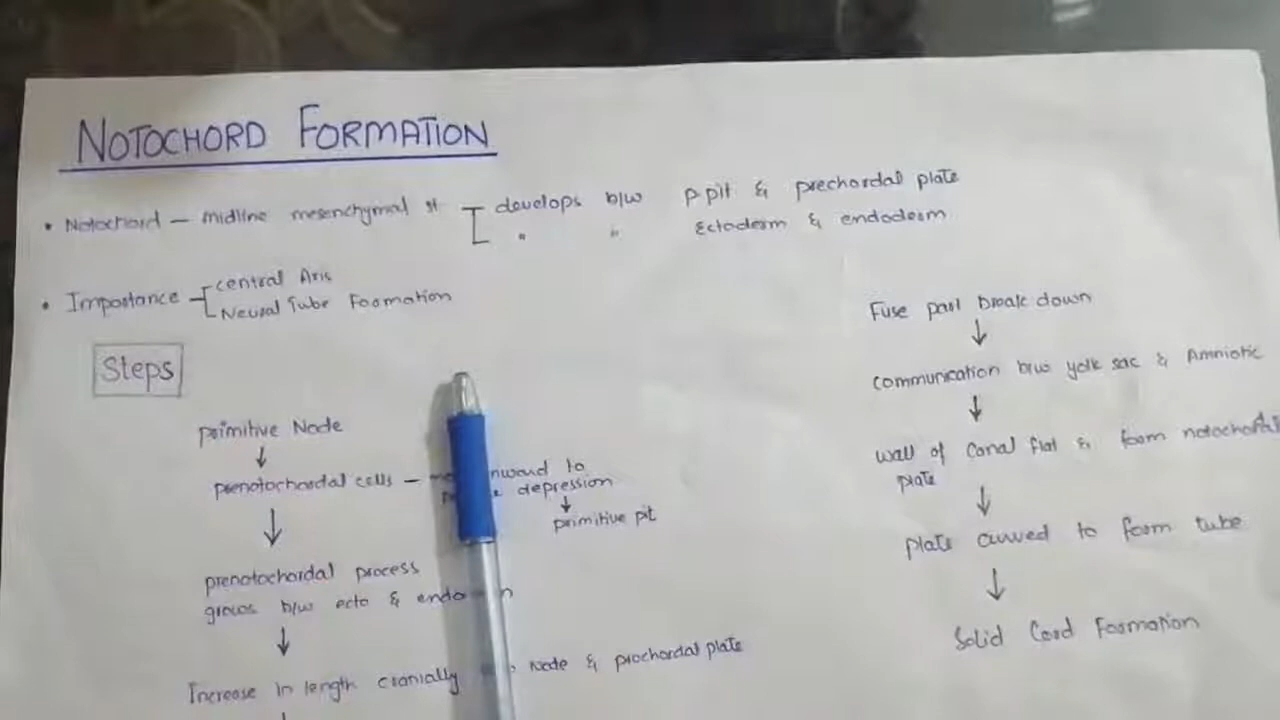 NOTOCHORD FORMATION
• Notochord – midline mesenchymal st develops b/w p.pit & prechordal plate
" " Ectoderm & endoderm
• Importance central Axis
Neural Tube Formation
Steps
primitive Node
↓
prenotochordal cells – inward to
depression
↓
primitive pit
↓
prenotochordal process
grows b/w ecto & endo
↓
Increase in length cranially Node & prochordal plate
↓
Fuse part break down
↓
communication b/w yolk sac & Amniotic
↓
wall of canal flat & form notochordal
plate
↓
plate curved to form tube
↓
Solid Cord Formation